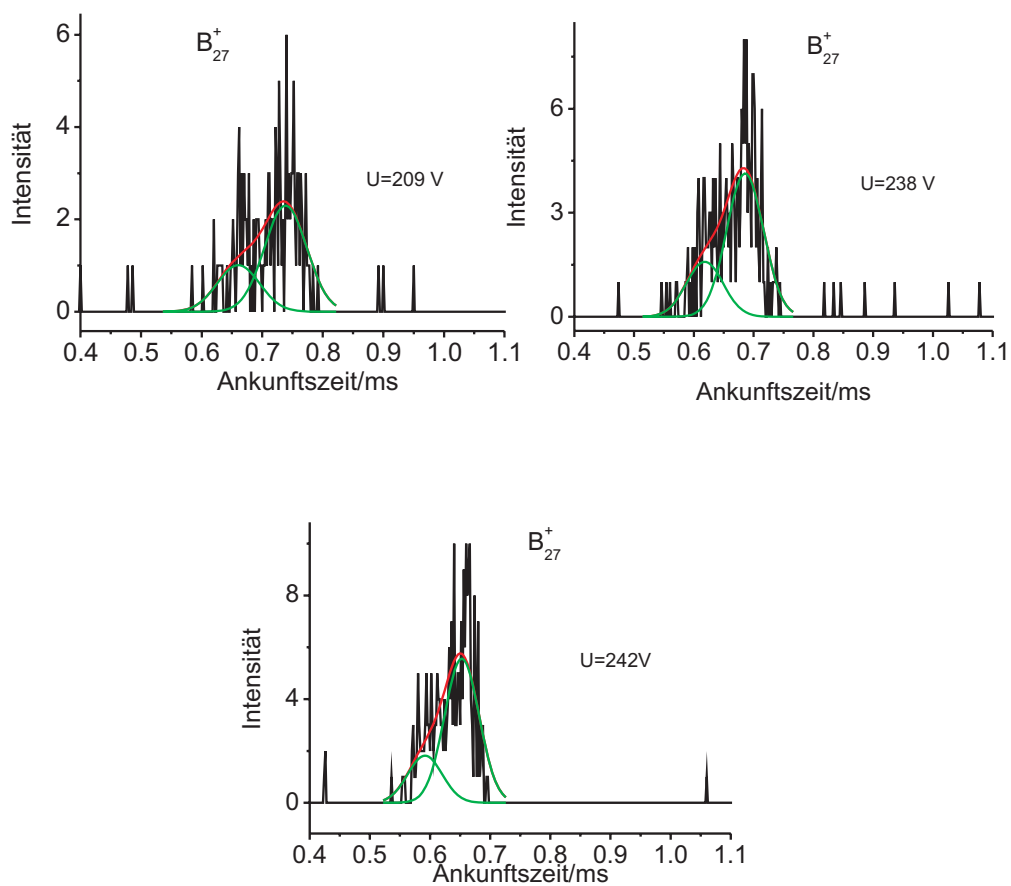 B27+
U=209 V
Intensität
6
4
2
0
0.4 0.5 0.6 0.7 0.8 0.9 1.0 1.1
Ankunftszeit/ms
B27+
U=238 V
Intensität
6
3
0
0.4 0.5 0.6 0.7 0.8 0.9 1.0 1.1
Ankunftszeit/ms
B27+
U=242V
Intensität
8
4
0
0.4 0.5 0.6 0.7 0.8 0.9 1.0 1.1
Ankunftszeit/ms